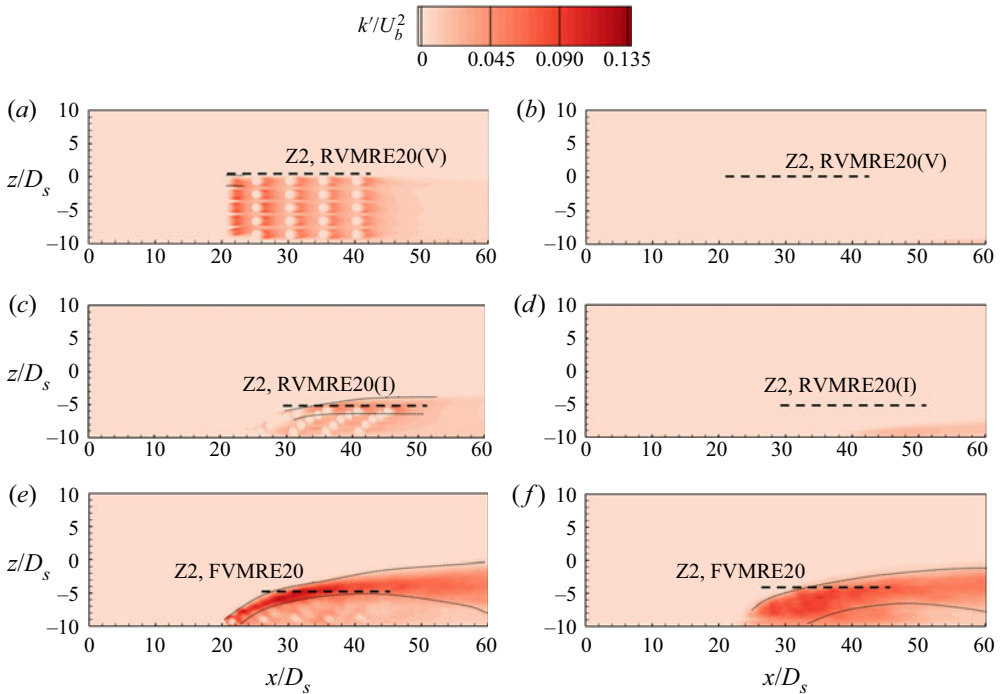 k′/U_b^2
0 0.045 0.090 0.135
(a) (b)
10 10
5 5
Z2, RVMRE20(V) Z2, RVMRE20(V)
z/D_s 0 0
–5 –5
–10 –10
0 10 20 30 40 50 60 0 10 20 30 40 50 60
(c) (d)
10 10
5 5
z/D_s 0 0
Z2, RVMRE20(I) Z2, RVMRE20(I)
–5 –5
–10 –10
0 10 20 30 40 50 60 0 10 20 30 40 50 60
(e) (f)
10 10
5 5
z/D_s 0 0
Z2, FVMRE20 Z2, FVMRE20
–5 –5
–10 –10
0 10 20 30 40 50 60 0 10 20 30 40 50 60
x/D_s x/D_s